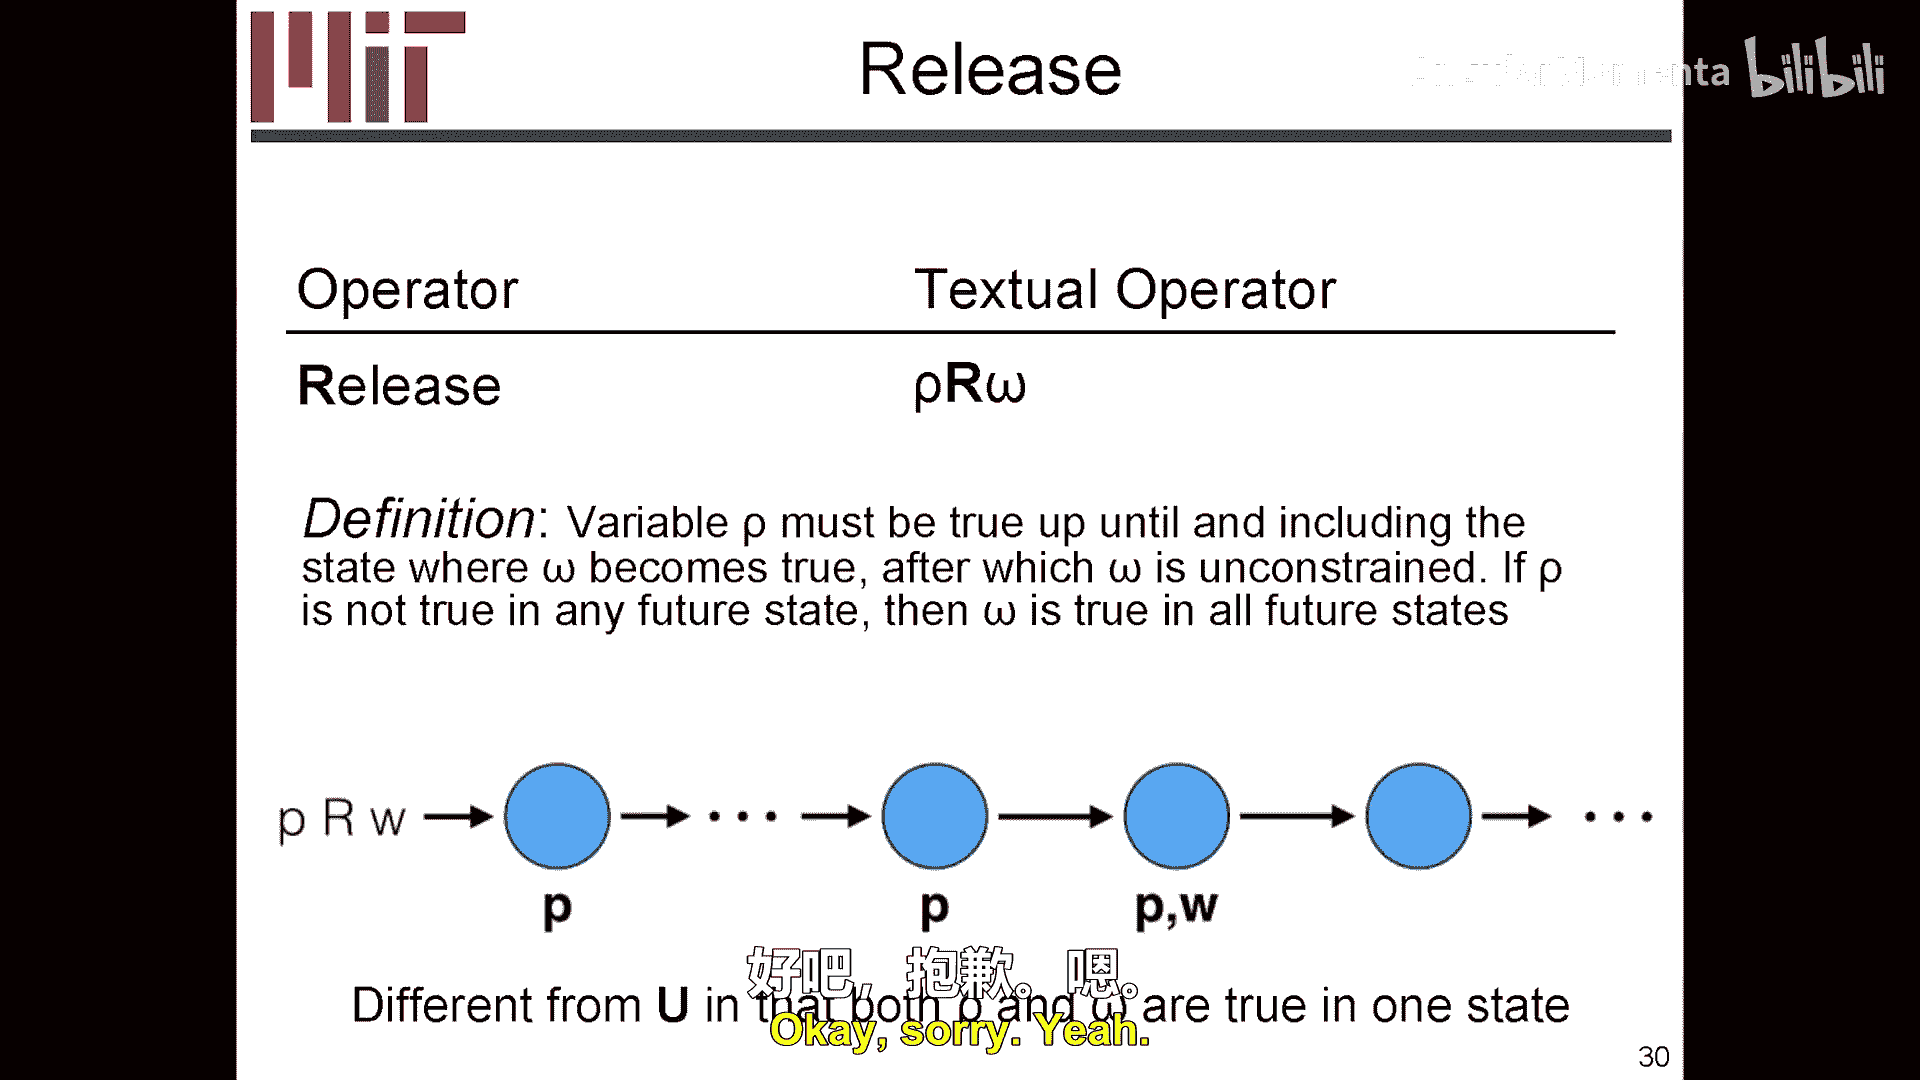 MIT
Release
bilibili
Operator Textual Operator
Release ρRω
Definition: Variable ρ must be true up until and including the
state where ω becomes true, after which ω is unconstrained. If ρ
is not true in any future state, then ω is true in all future states
p R w
p p p,w
好吧，抱歉。嗯。
Different from U in that both ρ and ω are true in one state
Okay, sorry. Yeah.
30